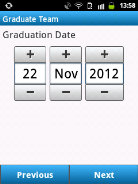 13:58
Graduate Team
Graduation Date
+ + +
22 Nov 2012
− − −
Previous Next